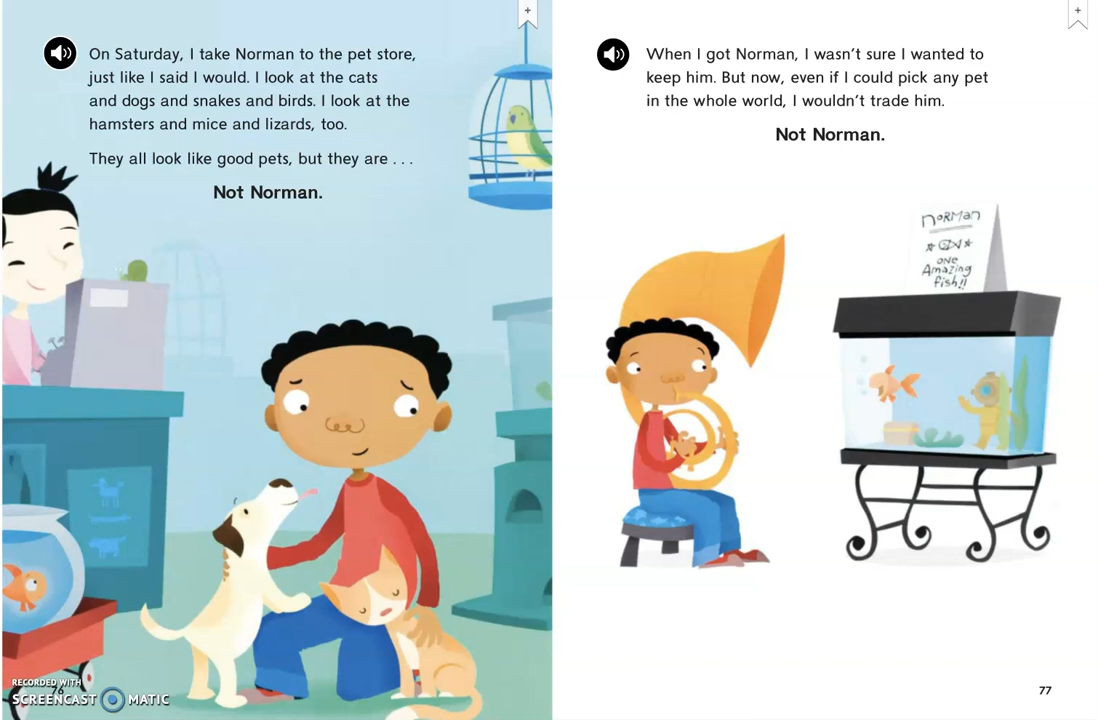 On Saturday, I take Norman to the pet store,
just like I said I would. I look at the cats
and dogs and snakes and birds. I look at the
hamsters and mice and lizards, too.
They all look like good pets, but they are . . .
Not Norman.
RECORDED WITH
76
SCREENCAST MATIC
When I got Norman, I wasn't sure I wanted to
keep him. But now, even if I could pick any pet
in the whole world, I wouldn't trade him.
Not Norman.
NORMAN
ONE
Amazing
fish!!
77